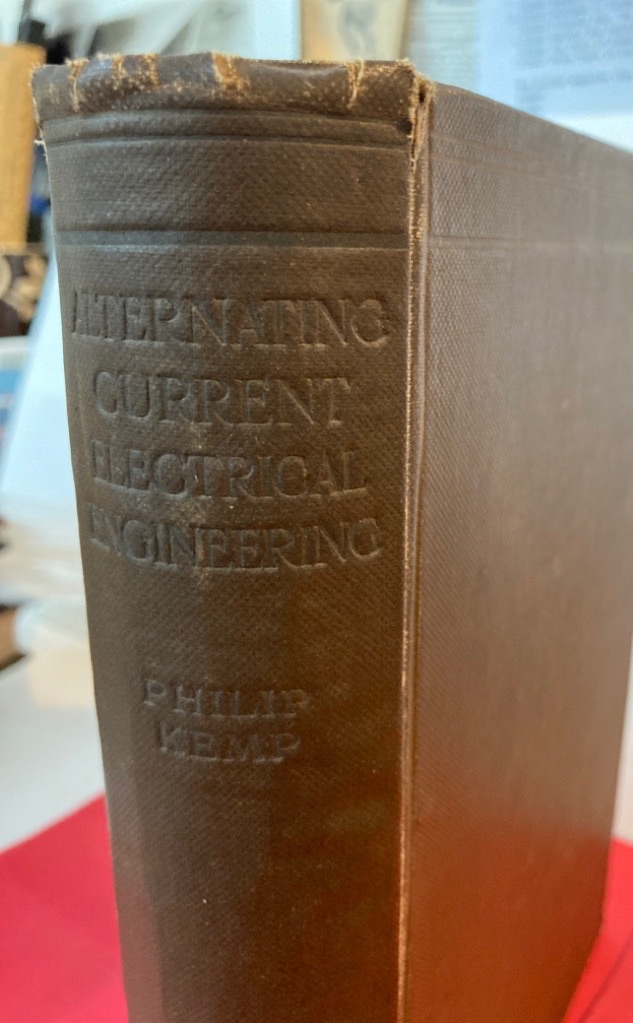 ALTERNATING
CURRENT
ELECTRICAL
ENGINEERING
PHILIP
KEMP